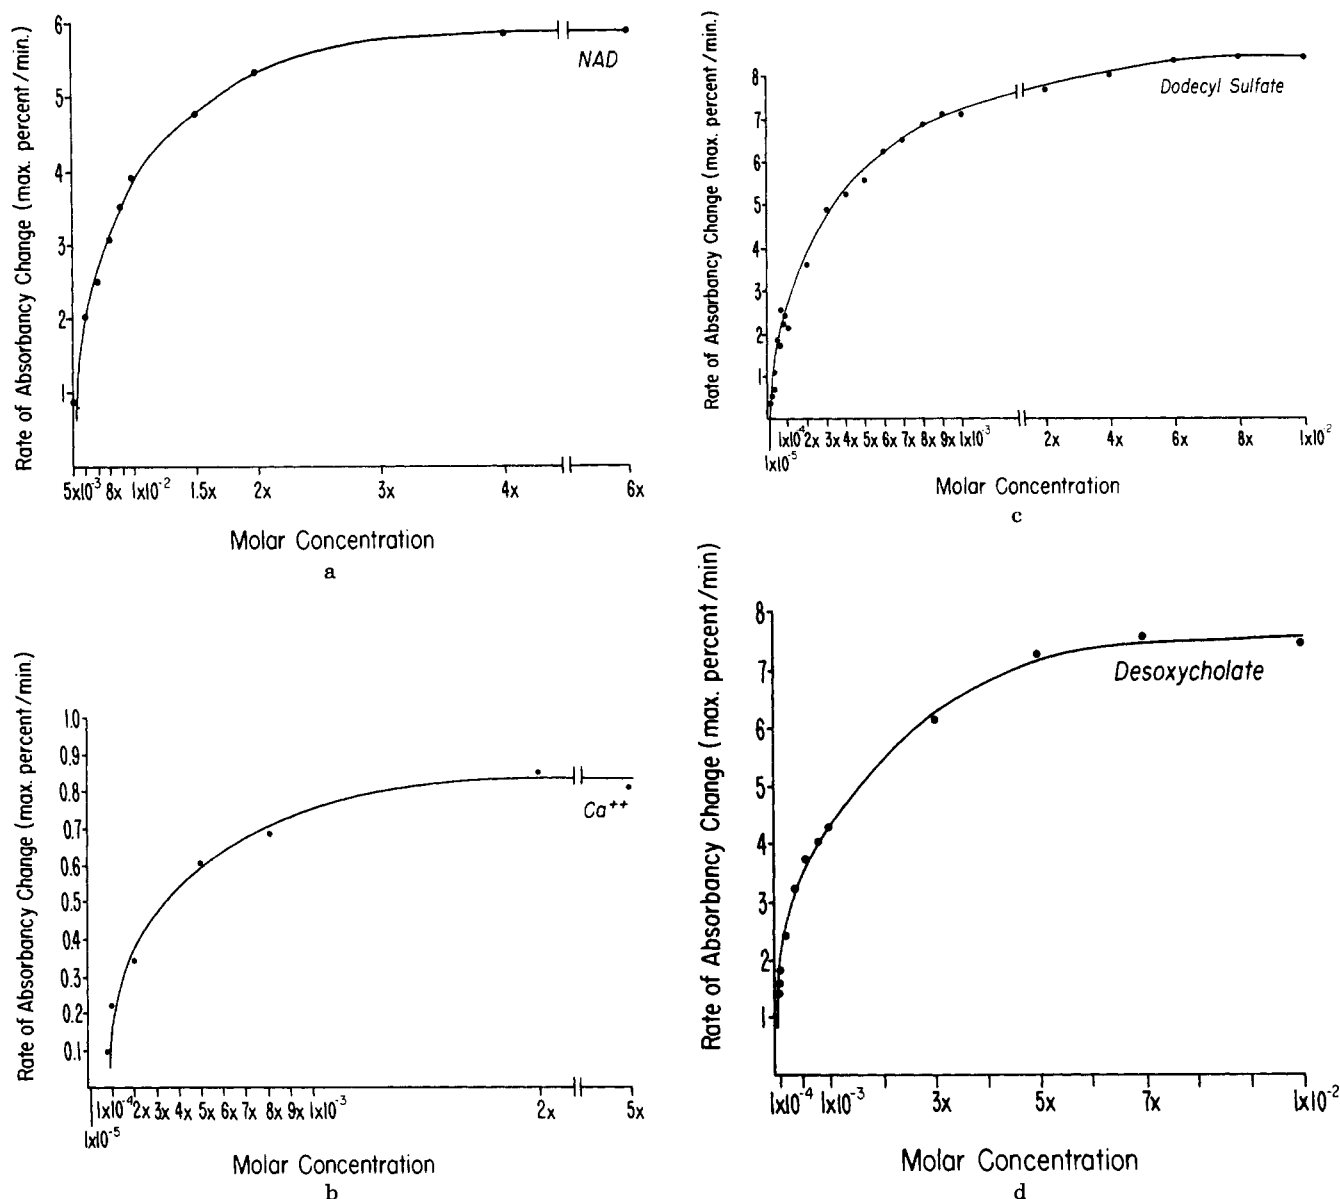 Rate of Absorbancy Change (max. percent/min.)
6
5
4
3
2
1
NAD
5x10-3 8x 1x10-2 1.5x 2x 3x 4x 6x
Molar Concentration
a
Rate of Absorbancy Change (max. percent/min.)
8
7
6
5
4
3
2
1
Dodecyl Sulfate
1x10-4 2x 3x 4x 5x 6x 7x 8x 9x 1x10-3 2x 4x 6x 8x 1x10-2
1x10-5
Molar Concentration
c
Rate of Absorbancy Change (max. percent/min.)
1.0
0.9
0.8
0.7
0.6
0.5
0.4
0.3
0.2
0.1
Ca++
1x10-4 2x 3x 4x 5x 6x 7x 8x 9x 1x10-3 2x 5x
1x10-5
Molar Concentration
b
Rate of Absorbancy Change (max. percent/min)
8
7
6
5
4
3
2
1
Desoxycholate
1x10-4 1x10-3 3x 5x 7x 1x10-2
Molar Concentration
d